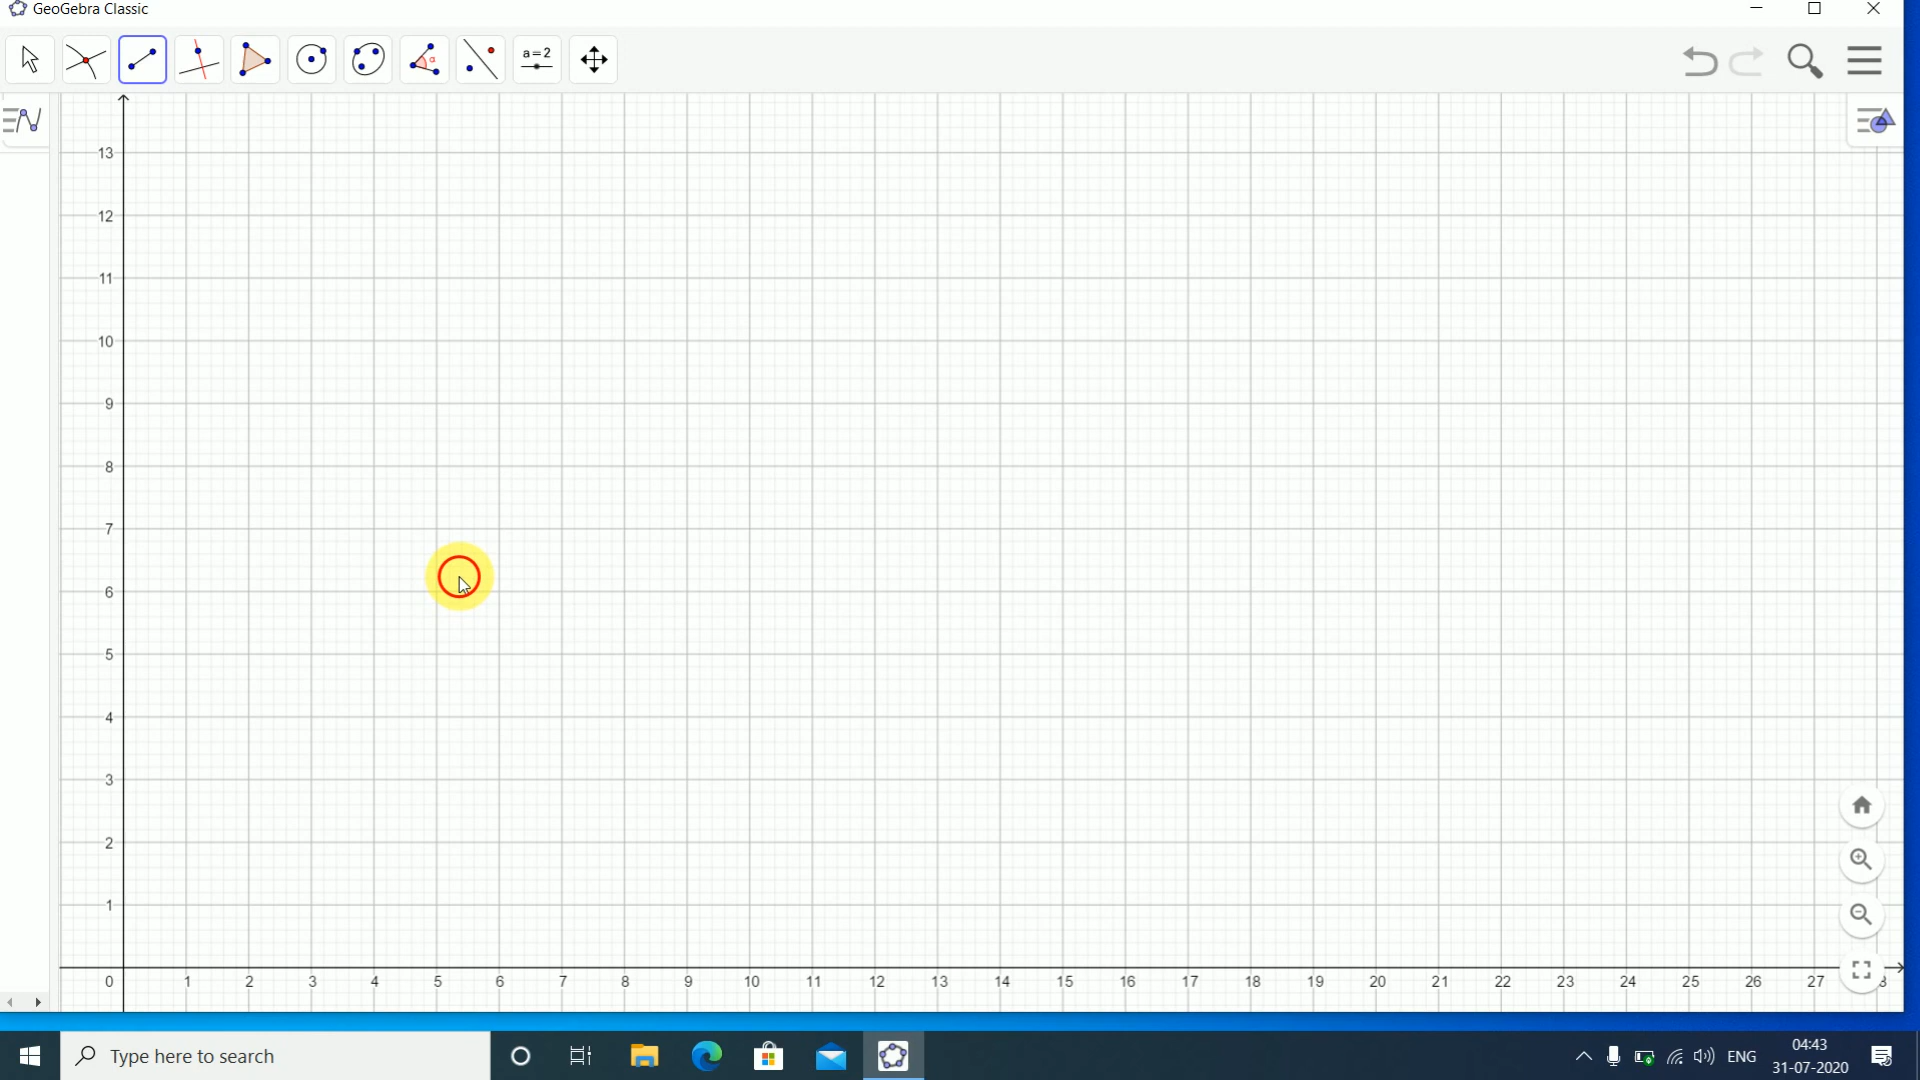 GeoGebra Classic
α
a=2
13
12
11
10
9
8
7
6
5
4
3
2
1
0 1 2 3 4 5 6 7 8 9 10 11 12 13 14 15 16 17 18 19 20 21 22 23 24 25 26 27
Type here to search
ENG
04:43
31-07-2020